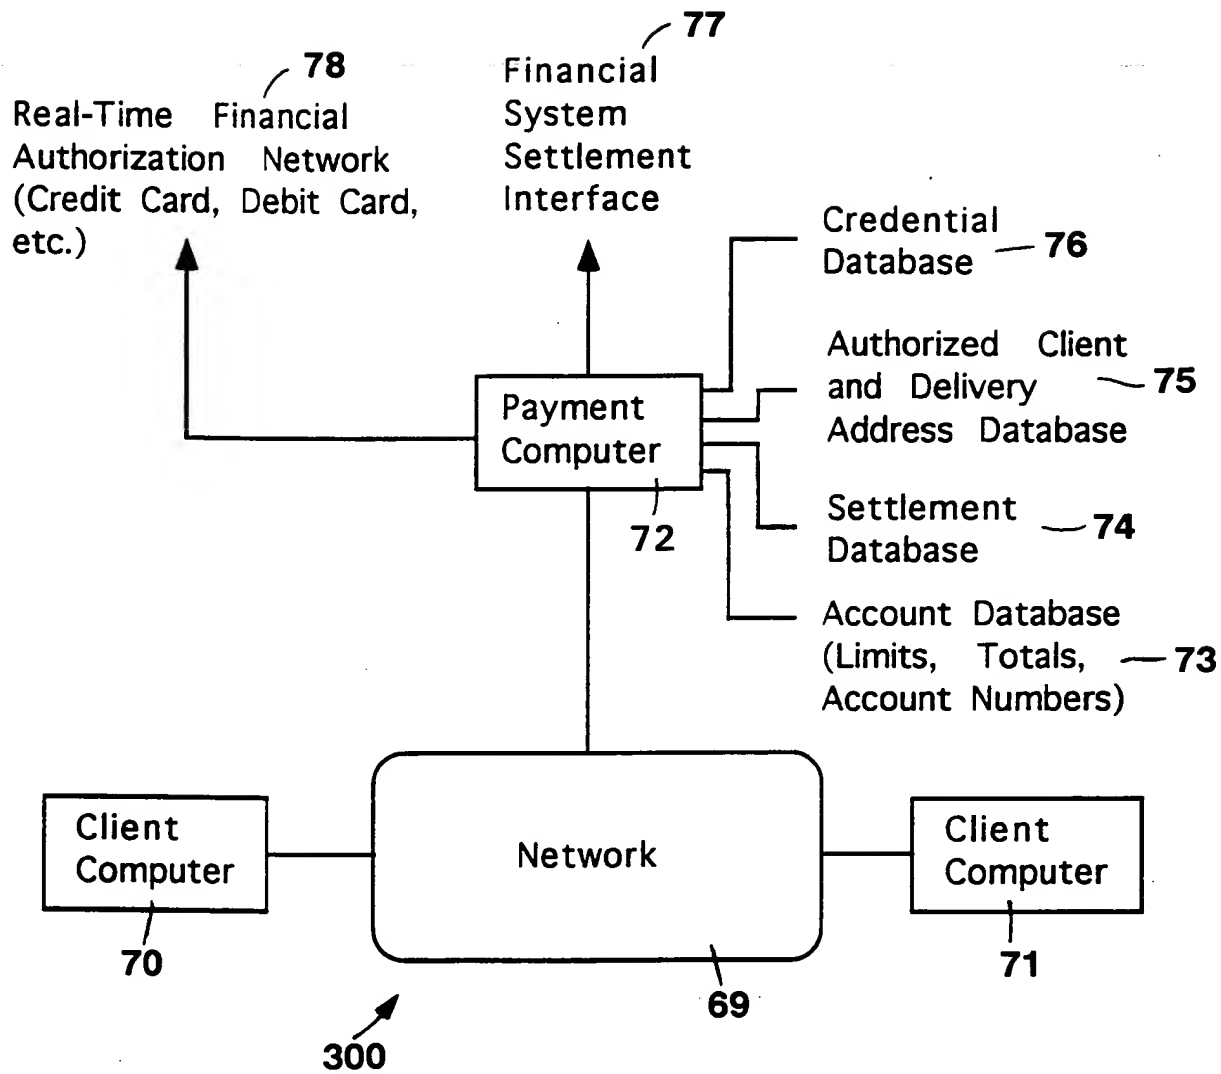 77
78
Financial
System
Settlement
Interface
Real-Time Financial
Authorization Network
(Credit Card, Debit Card,
etc.)
Credential
Database
76
Authorized Client
and Delivery
Address Database
75
Payment
Computer
72
Settlement
Database
74
Account Database
(Limits, Totals,
Account Numbers)
73
Client
Computer
70
Network
69
Client
Computer
71
300